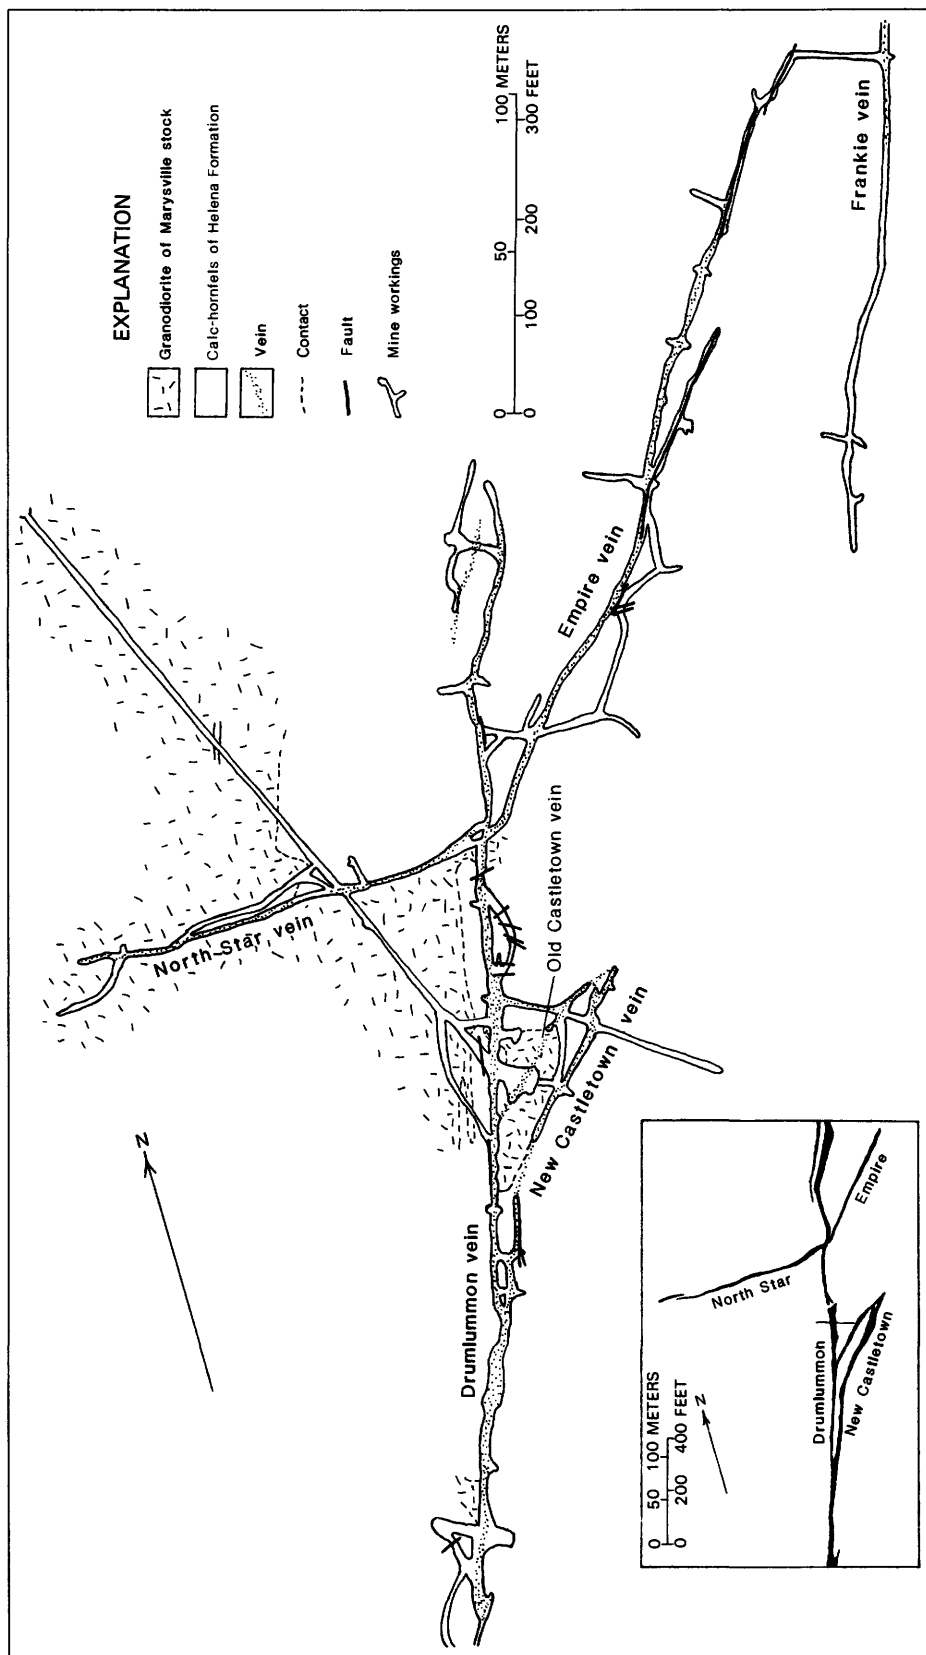 EXPLANATION
Granodiorite of Marysville stock
Calc-hornfels of Helena Formation
Vein
Contact
Fault
Mine workings
0 50 100 METERS
0 100 200 300 FEET
N
North Star vein
Drumlummon vein
Old Castletown vein
New Castletown vein
Empire vein
Frankie vein
0 50 100 METERS
0 200 400 FEET
N
North Star
Drumlummon
New Castletown
Empire